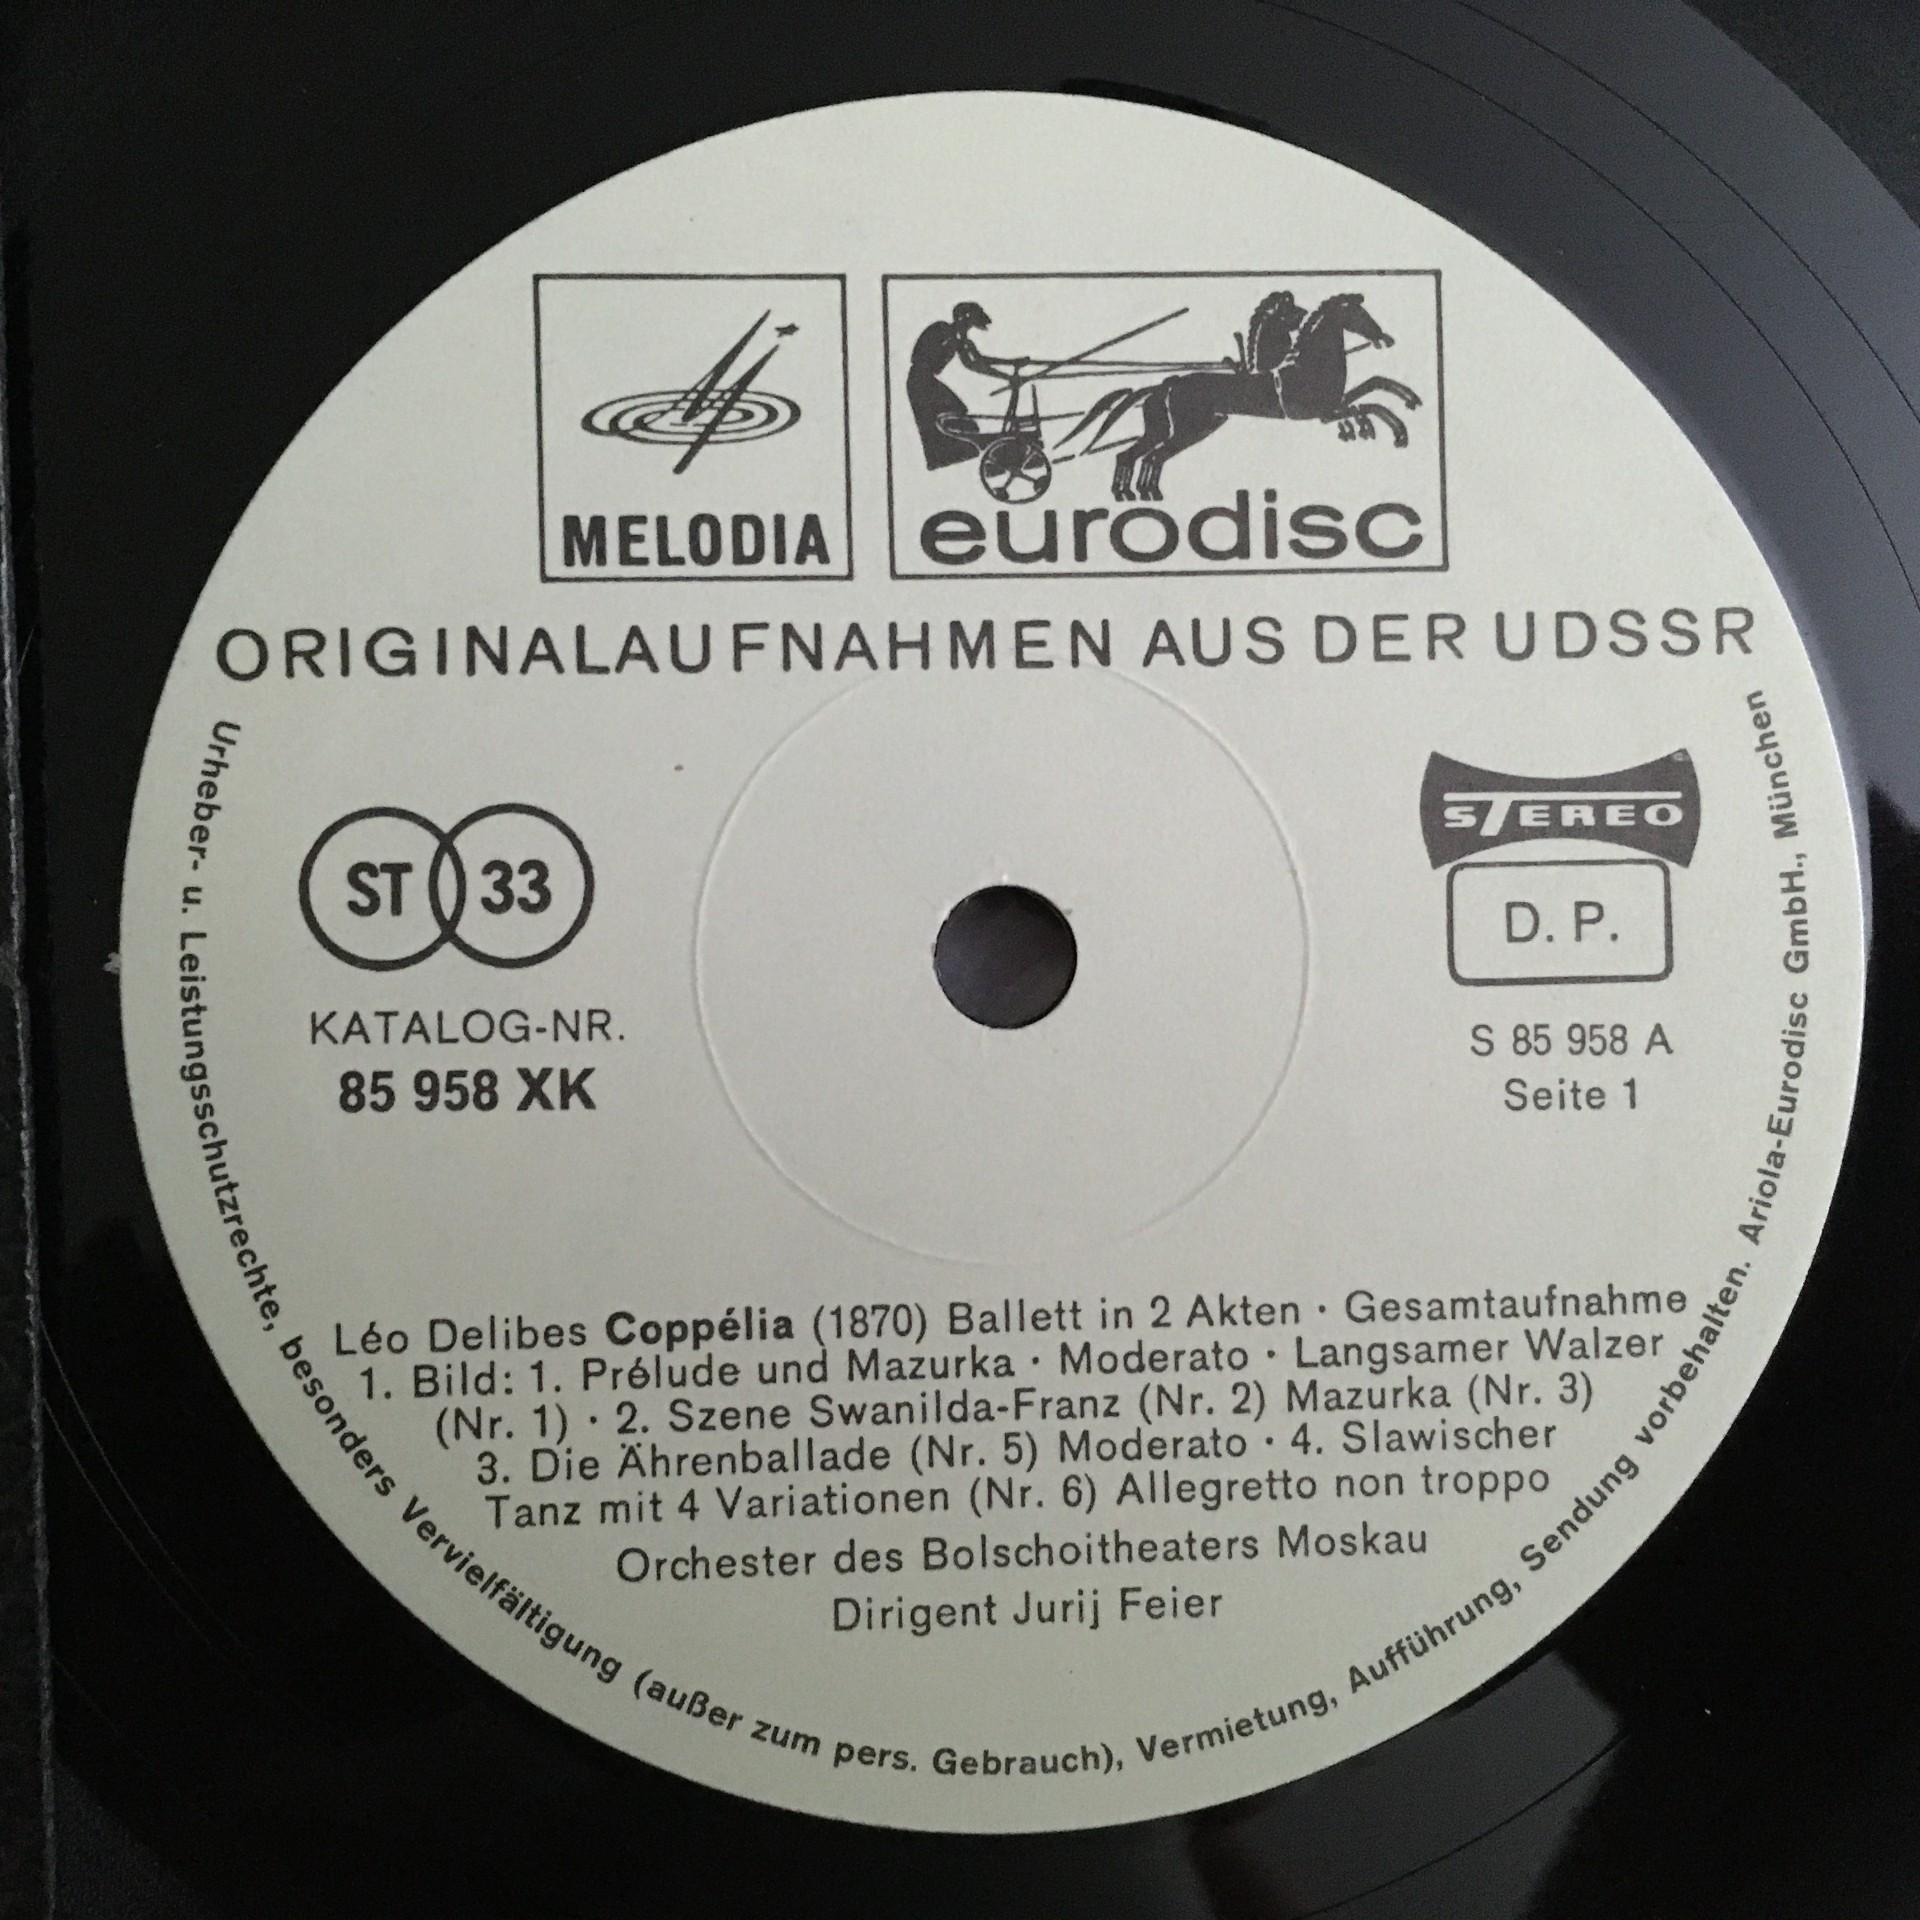 MELODIA
eurodisc
ORIGINALAUFNAHMEN AUS DER UDSSR
ST 33
KATALOG-NR.
85 958 XK
STEREO
D. P.
S 85 958 A
Seite 1
Léo Delibes Coppélia (1870) Ballett in 2 Akten · Gesamtaufnahme
1. Bild: 1. Prélude und Mazurka · Moderato · Langsamer Walzer
(Nr. 1) · 2. Szene Swanilda-Franz (Nr. 2) Mazurka (Nr. 3)
3. Die Ährenballade (Nr. 5) Moderato · 4. Slawischer
Tanz mit 4 Variationen (Nr. 6) Allegretto non troppo
Orchester des Bolschoitheaters Moskau
Dirigent Jurij Feier
Urheber- u. Leistungsschutzrechte, besonders Vervielfältigung (außer zum pers. Gebrauch), Vermietung, Aufführung, Sendung vorbehalten. Ariola-Eurodisc GmbH., München